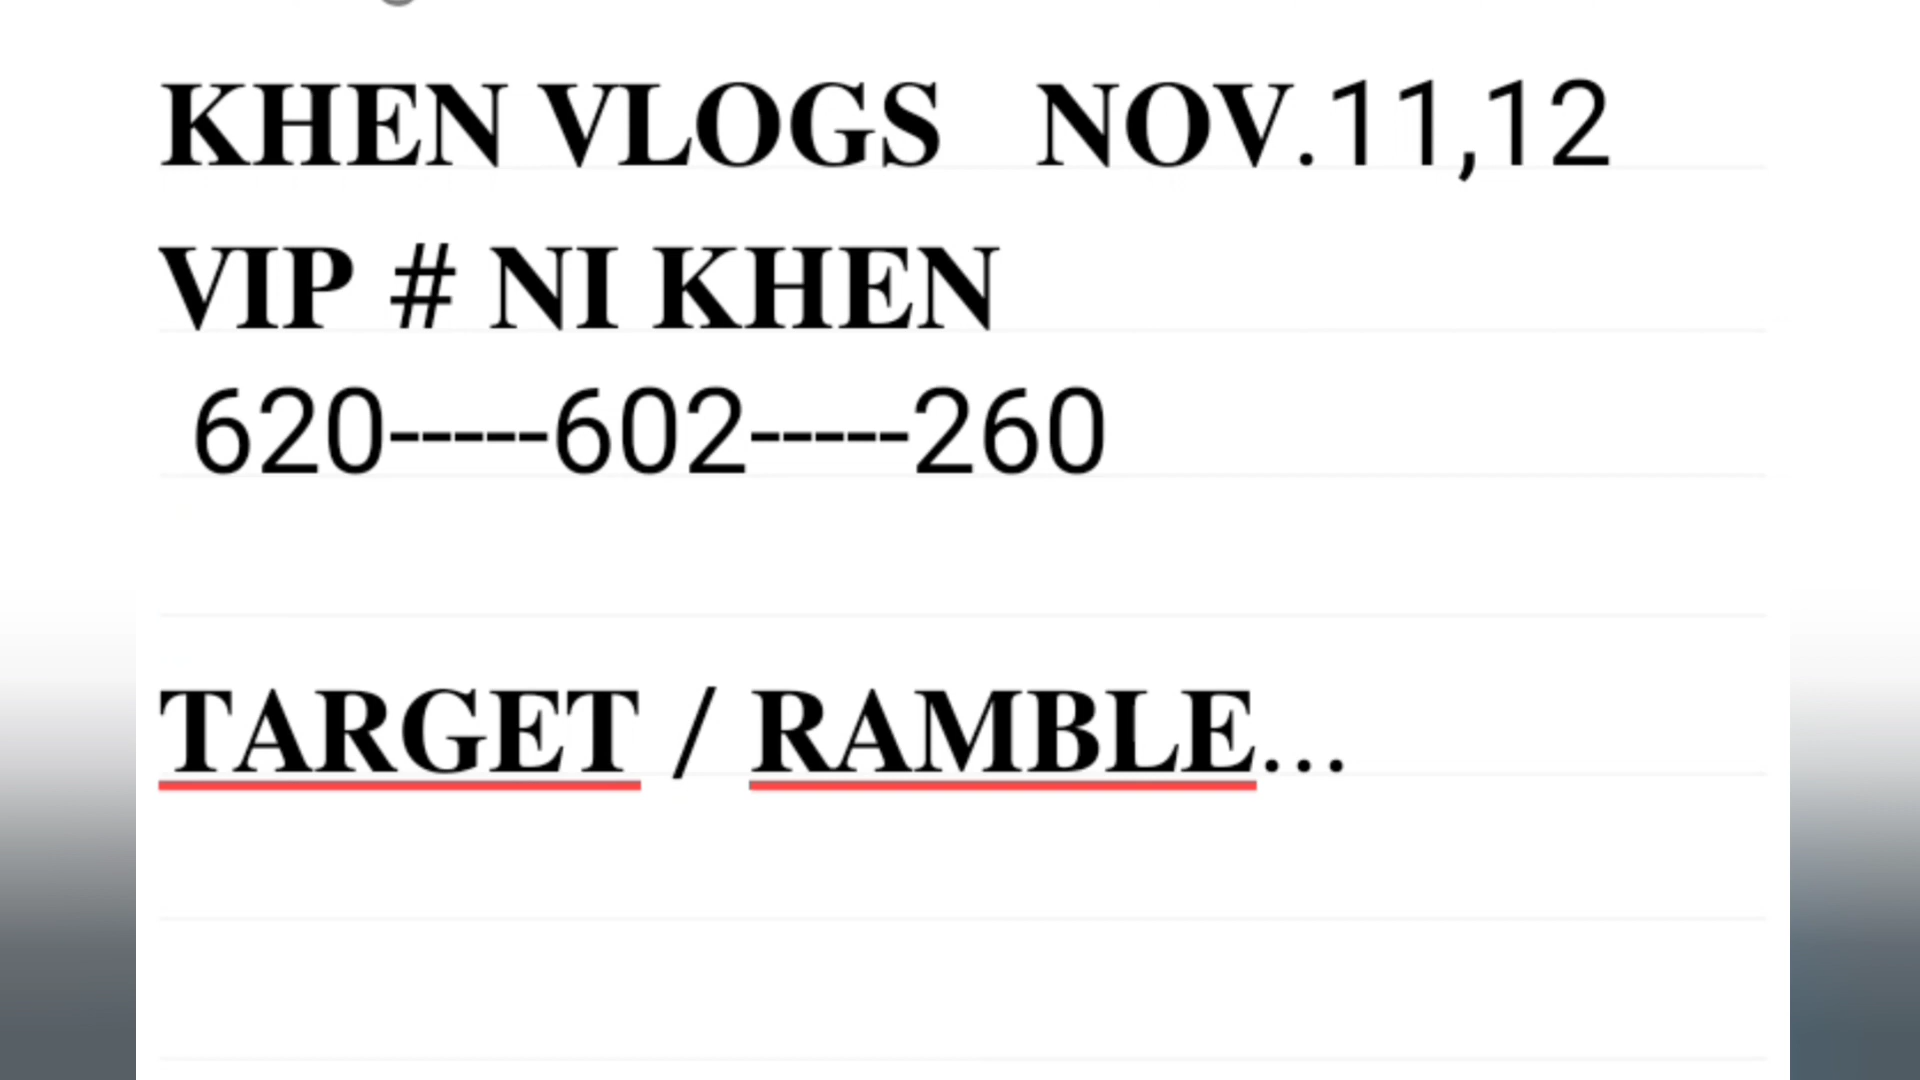 KHEN VLOGS   NOV.11,12
VIP # NI KHEN
620-----602-----260
TARGET / RAMBLE...